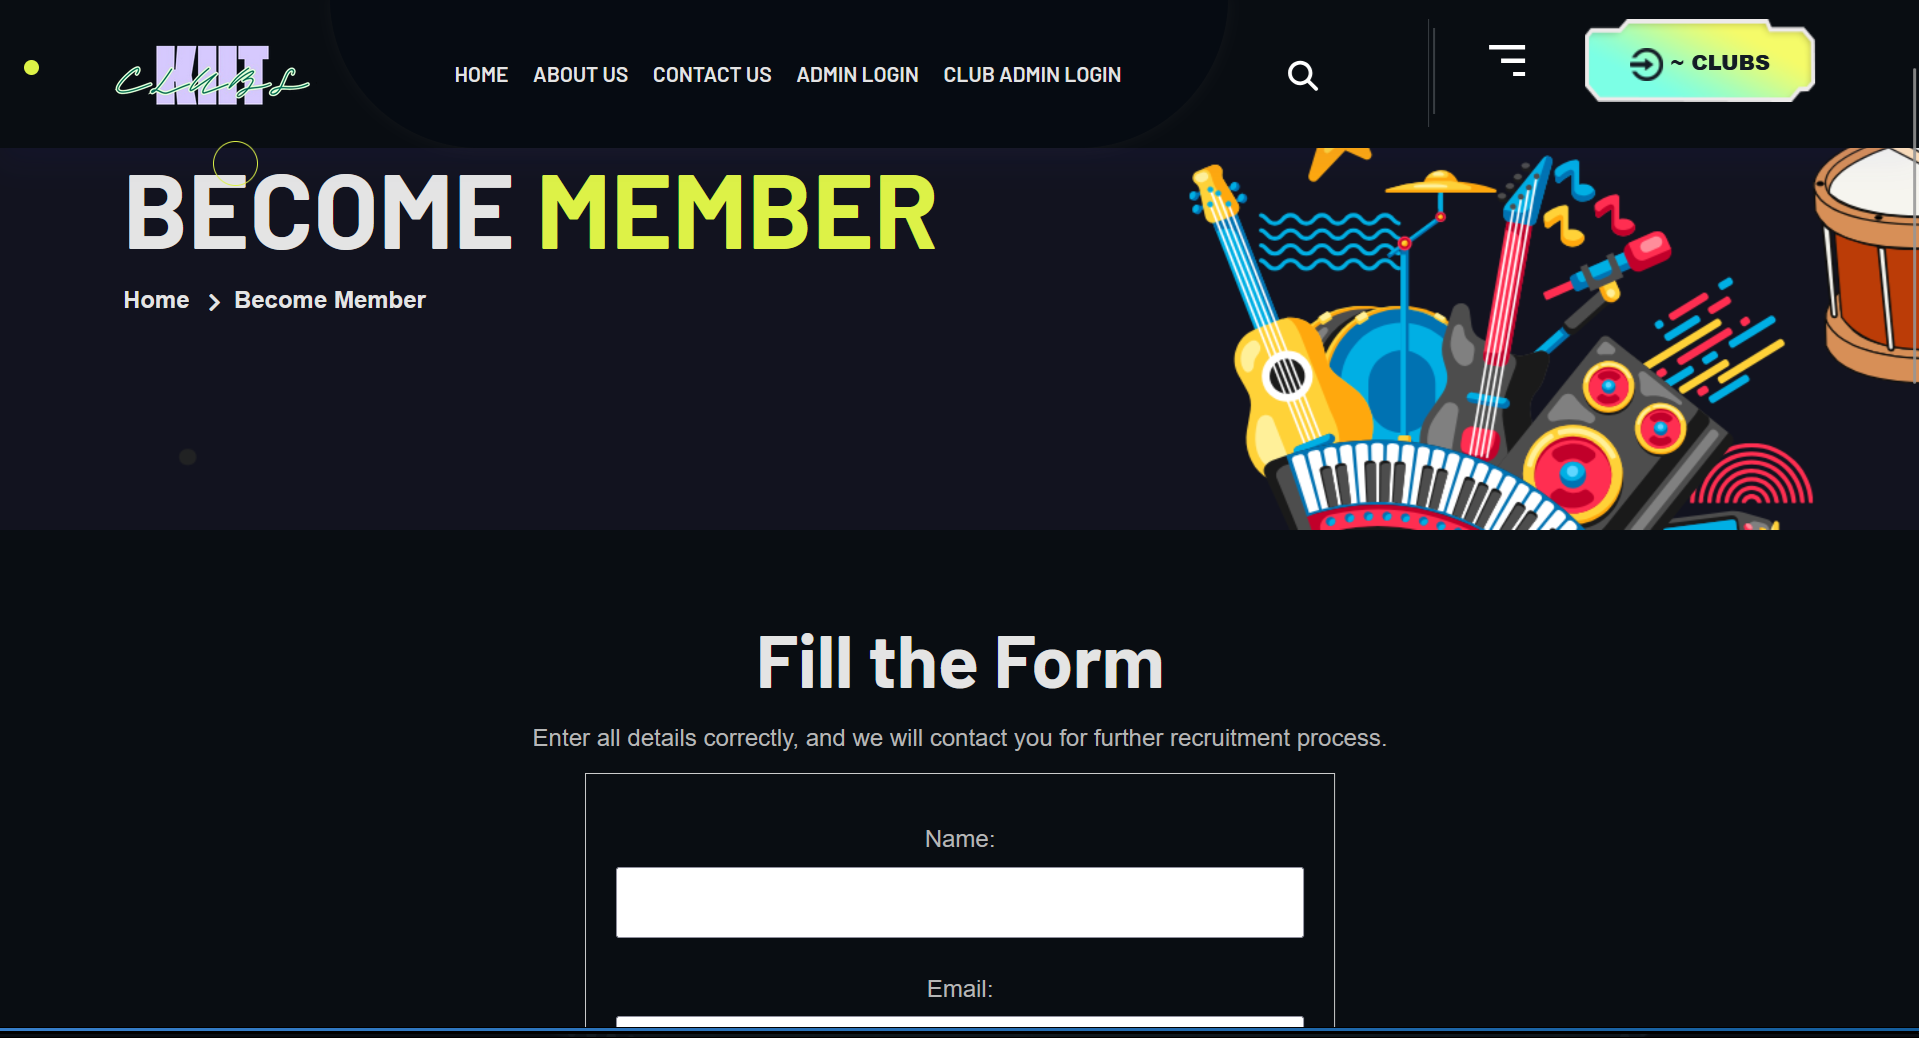 KIIT
CLUBZ
HOME ABOUT US CONTACT US ADMIN LOGIN CLUB ADMIN LOGIN
~ CLUBS
BECOME MEMBER
Home > Become Member
Fill the Form
Enter all details correctly, and we will contact you for further recruitment process.
Name:
Email: